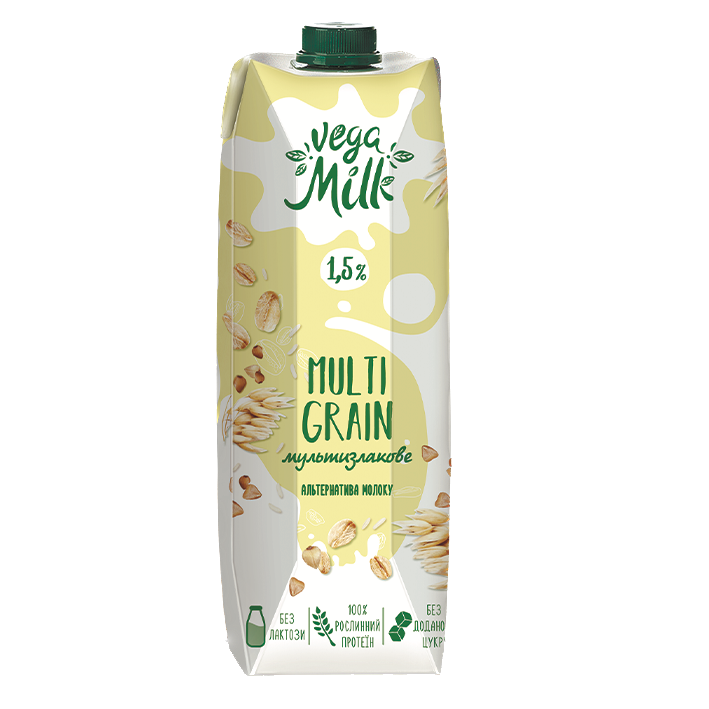 vega
Milk
1,5%
MULTI
GRAIN
мультизлакове
АЛЬТЕРНАТИВА МОЛОКУ
БЕЗ
ЛАКТОЗИ
100%
РОСЛИННИЙ
ПРОТЕЇН
БЕЗ
ДОДАНО
ЦУКР